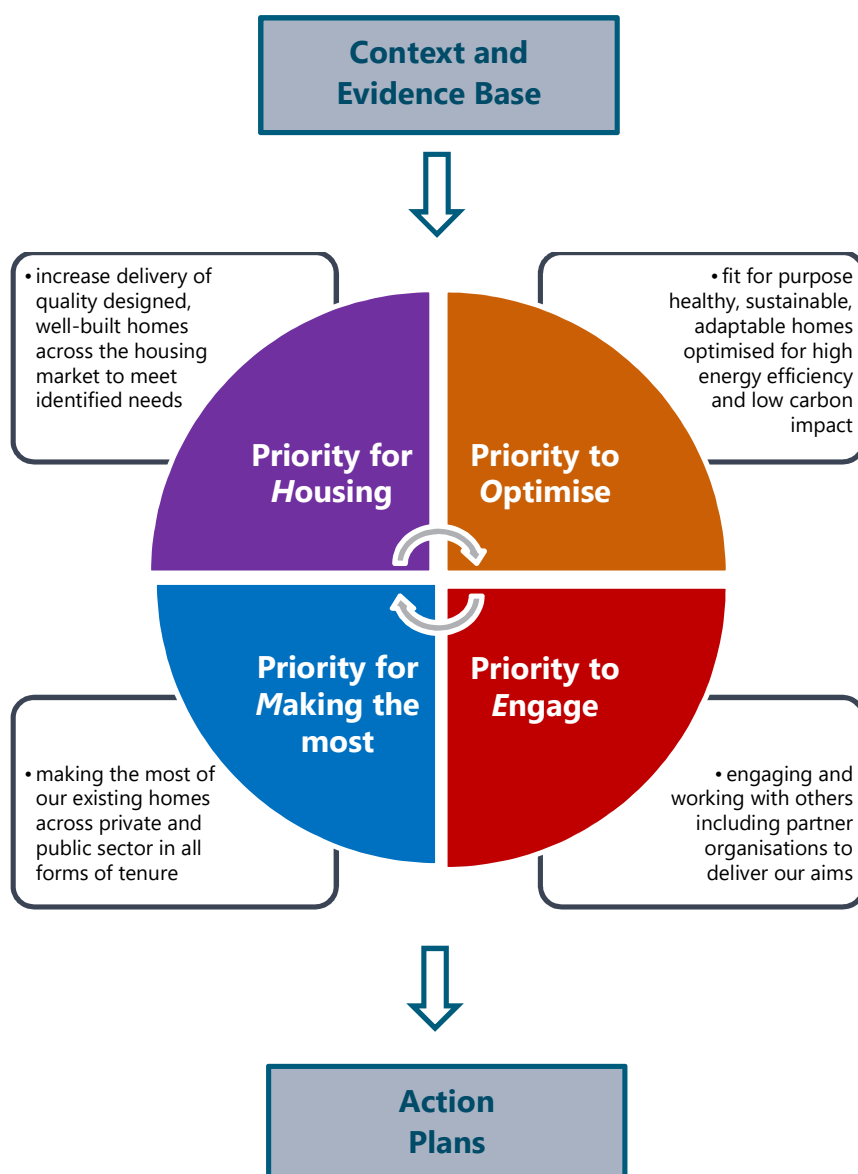 Context and
Evidence Base
• increase delivery of
quality designed,
well-built homes
across the housing
market to meet
identified needs
• fit for purpose
healthy, sustainable,
adaptable homes
optimised for high
energy efficiency
and low carbon
impact
Priority for
Housing
Priority to
Optimise
Priority for
Making the
most
Priority to
Engage
• making the most of
our existing homes
across private and
public sector in all
forms of tenure
• engaging and
working with others
including partner
organisations to
deliver our aims
Action
Plans